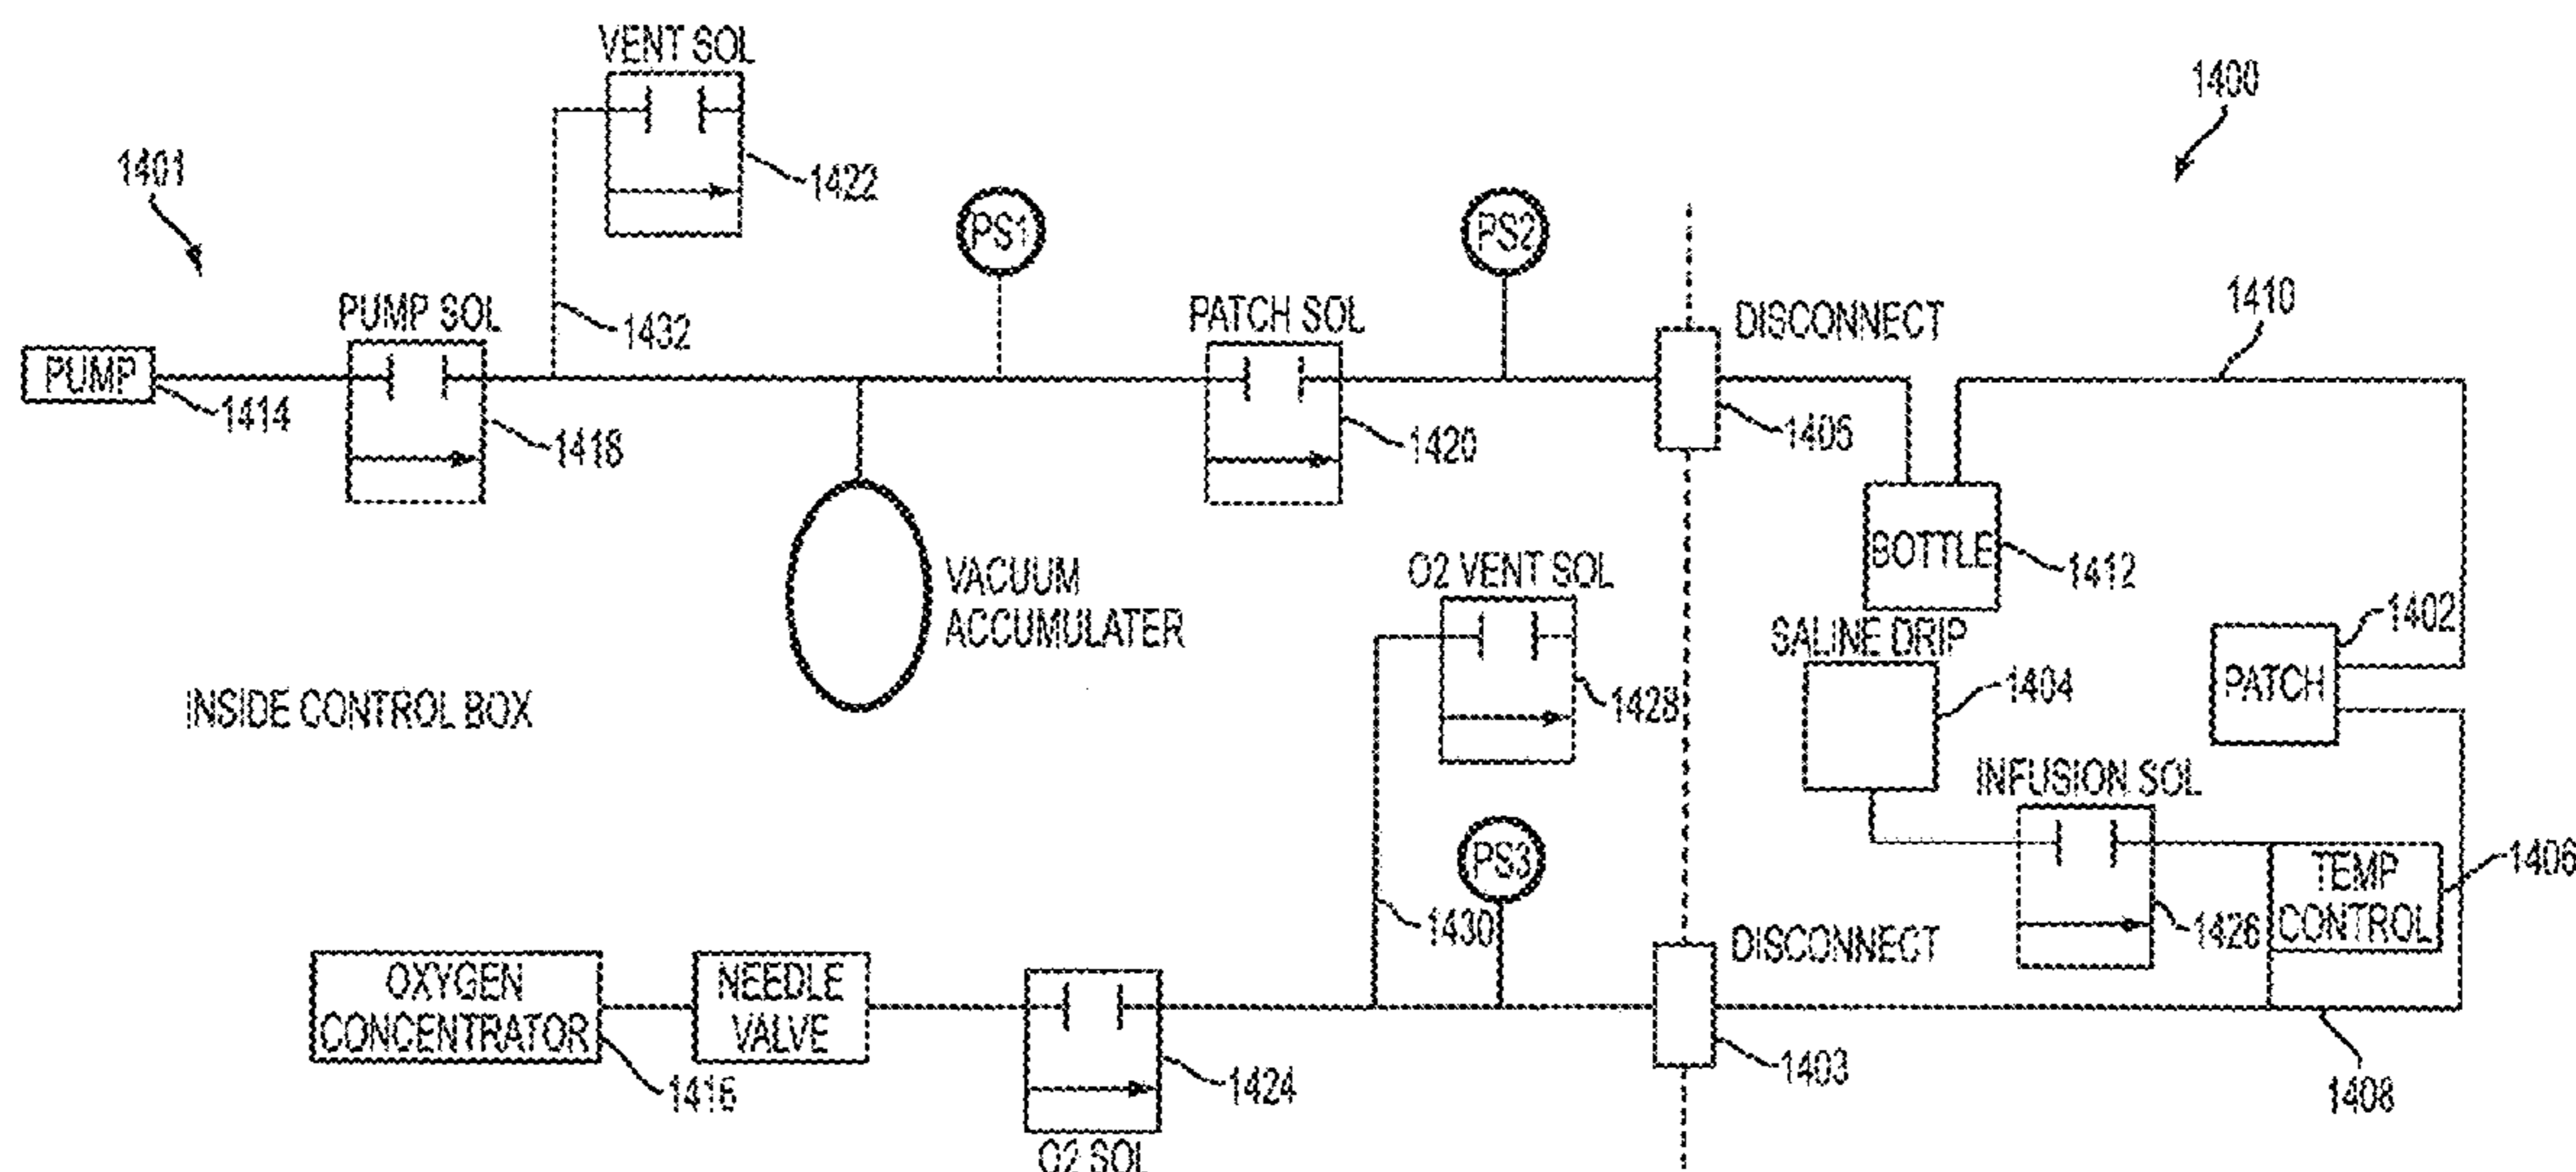 VENT SOL
1400
1401
1422
PS1
PS2
1410
PUMP SOL
1432
PATCH SOL
DISCONNECT
PUMP
1414
1418
1420
1405
BOTTLE
1412
VACUUM
ACCUMULATER
O2 VENT SOL
1402
SALINE DRIP
PATCH
1404
INSIDE CONTROL BOX
1428
INFUSION SOL
PS3
TEMP
CONTROL
1406
1430
1426
DISCONNECT
OXYGEN
CONCENTRATOR
NEEDLE
VALVE
1416
1424
1403
1408
O2 SOL